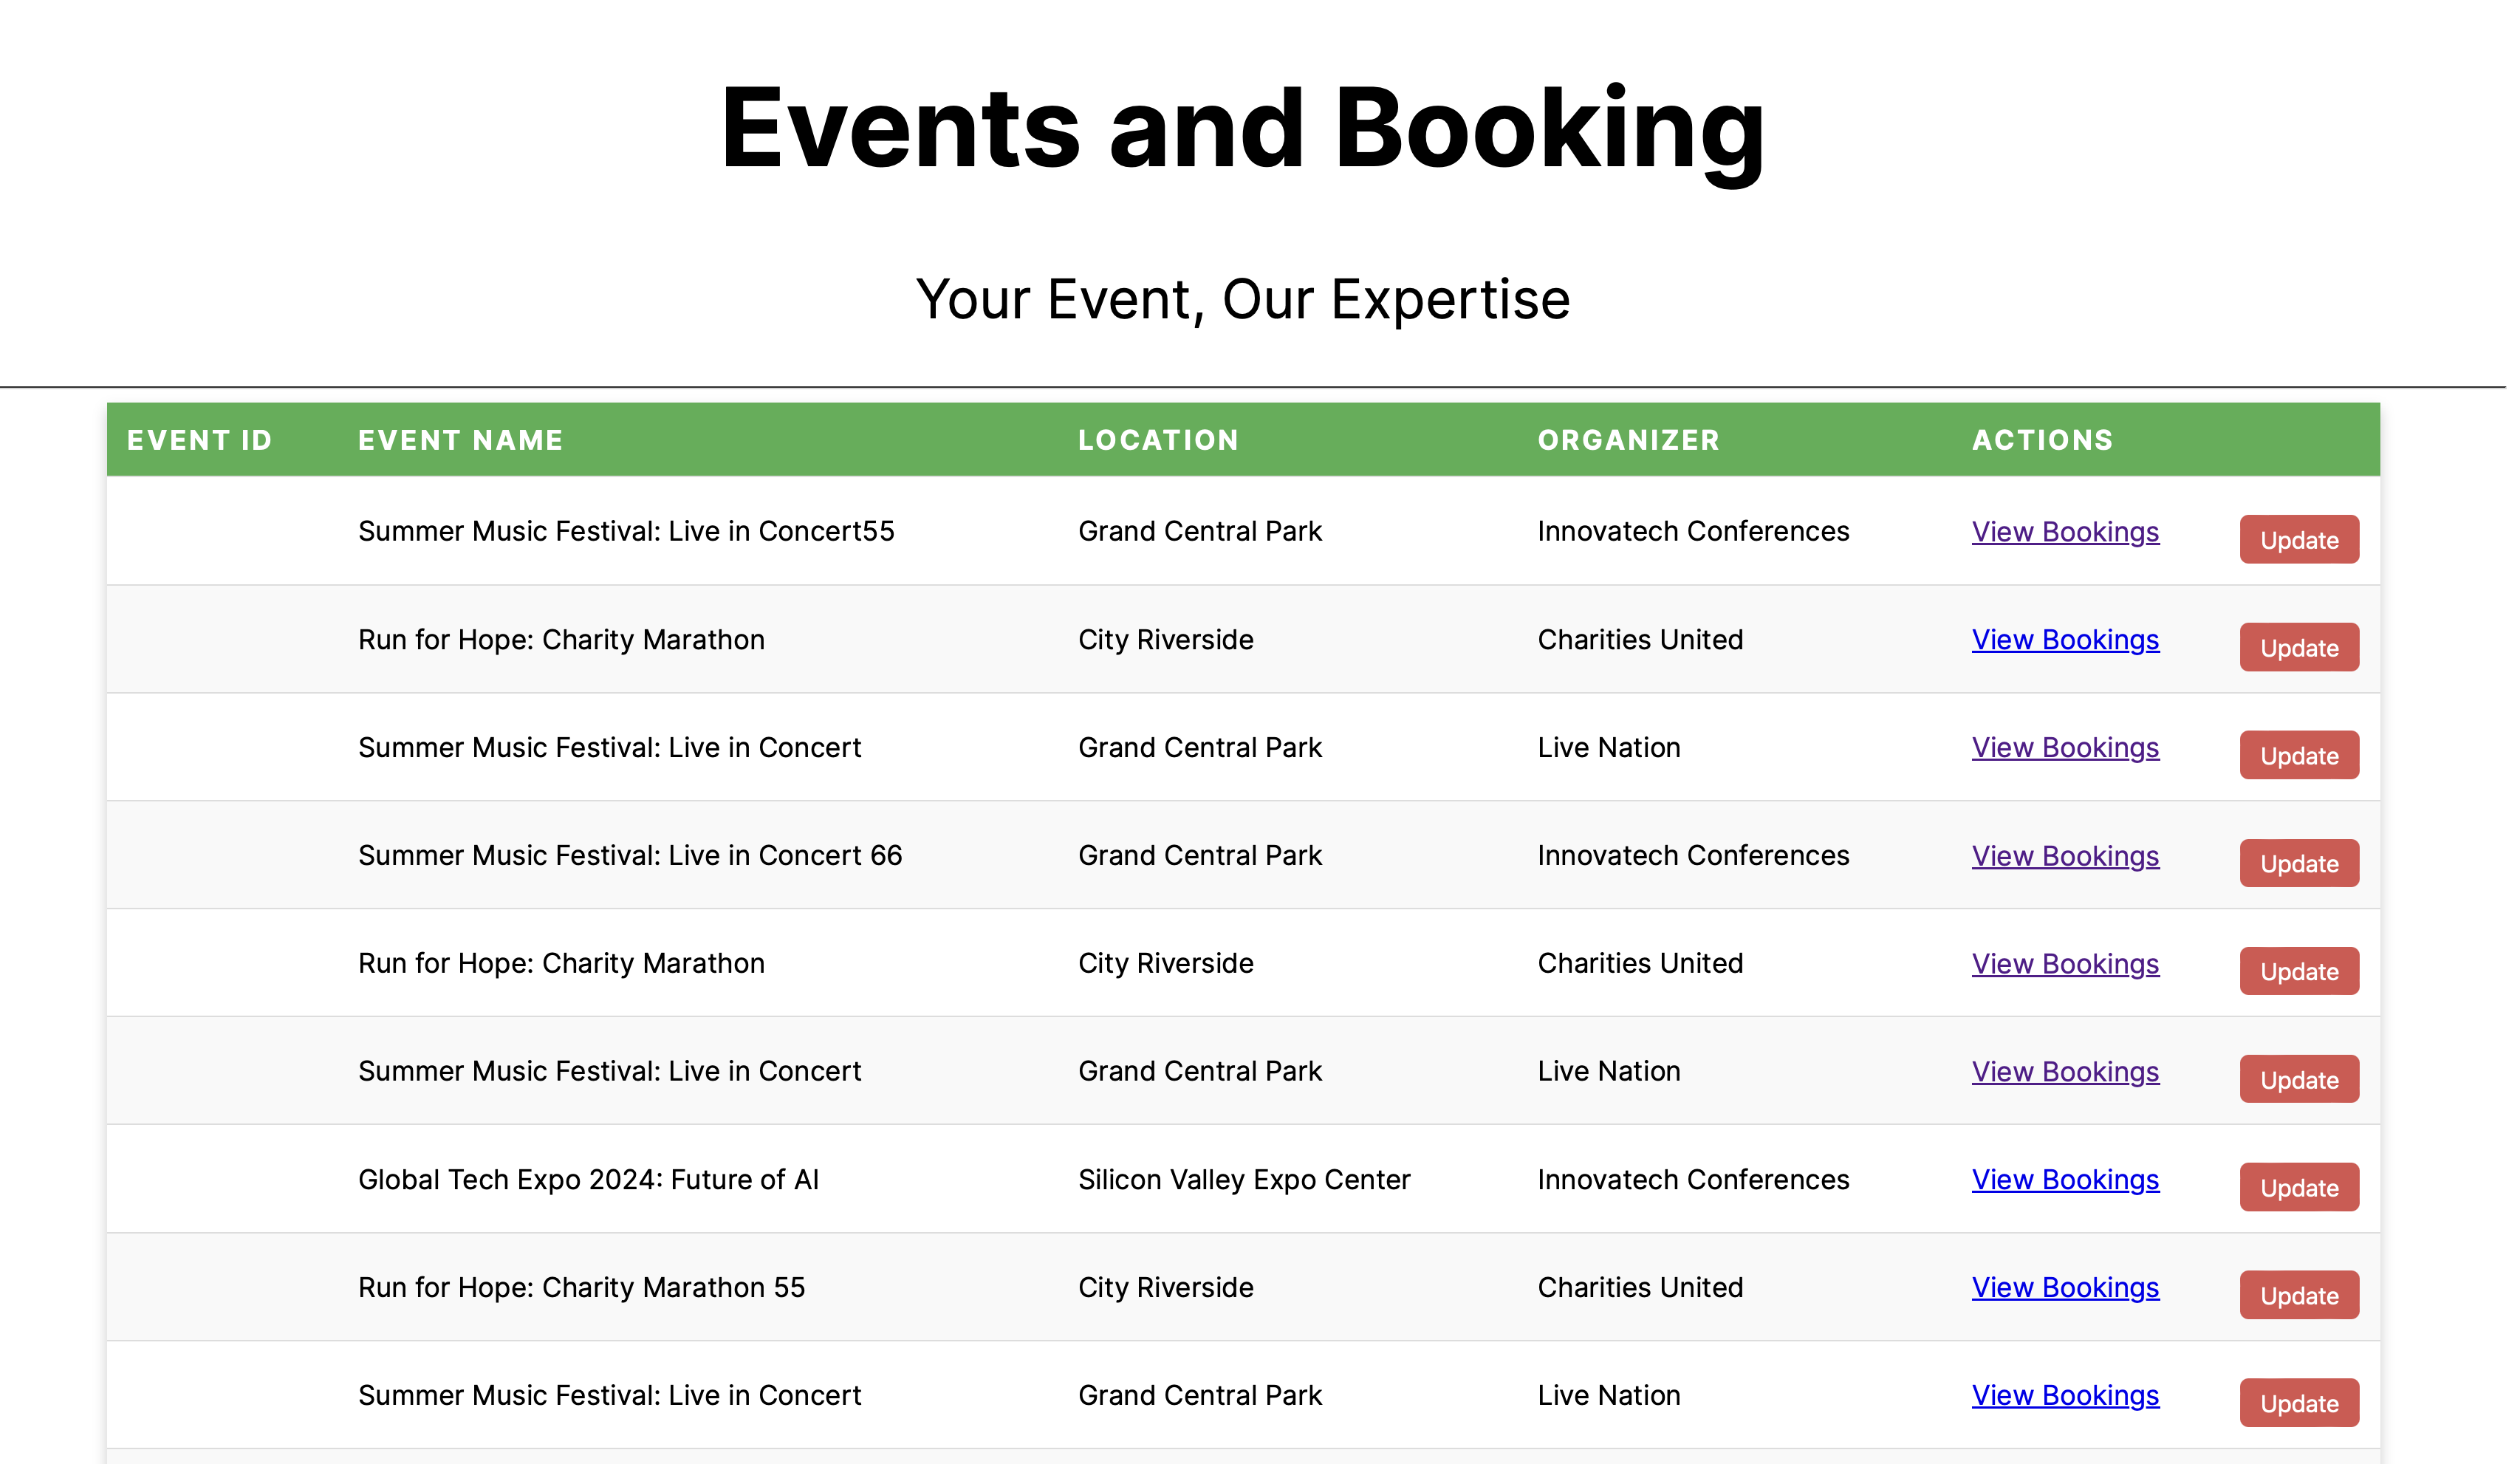 Events and Booking
Your Event, Our Expertise
EVENT ID EVENT NAME LOCATION ORGANIZER ACTIONS
Summer Music Festival: Live in Concert55 Grand Central Park Innovatech Conferences View Bookings Update
Run for Hope: Charity Marathon City Riverside Charities United View Bookings Update
Summer Music Festival: Live in Concert Grand Central Park Live Nation View Bookings Update
Summer Music Festival: Live in Concert 66 Grand Central Park Innovatech Conferences View Bookings Update
Run for Hope: Charity Marathon City Riverside Charities United View Bookings Update
Summer Music Festival: Live in Concert Grand Central Park Live Nation View Bookings Update
Global Tech Expo 2024: Future of AI Silicon Valley Expo Center Innovatech Conferences View Bookings Update
Run for Hope: Charity Marathon 55 City Riverside Charities United View Bookings Update
Summer Music Festival: Live in Concert Grand Central Park Live Nation View Bookings Update